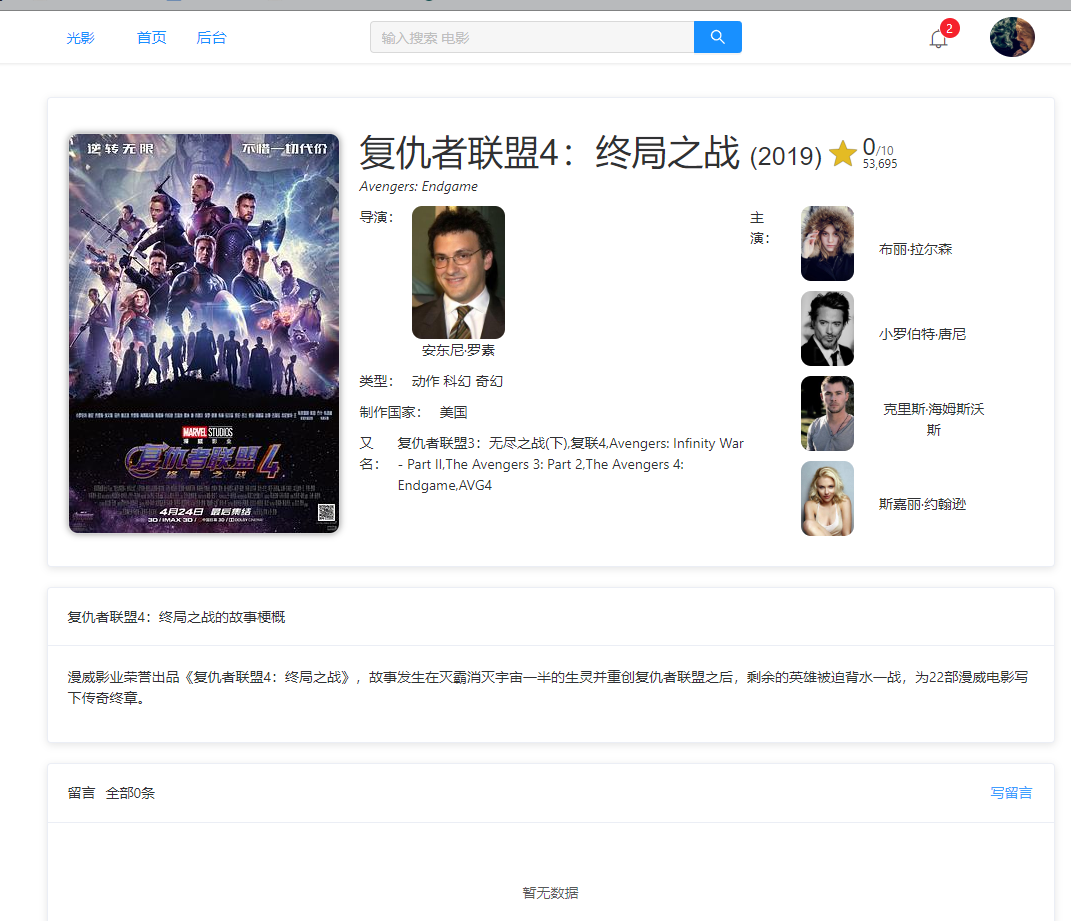 光影 首页 后台 输入搜索 电影 2
逆转无限 不惜一切代价
MARVEL STUDIOS
漫威影业
复仇者联盟4
终局之战
4月24日 最后集结
3D / IMAX 3D / 中国巨幕 3D / DOLBY CINEMA
复仇者联盟4：终局之战 (2019) 0/10
53,695
Avengers: Endgame
导演：
安东尼·罗素
类型： 动作 科幻 奇幻
制作国家： 美国
又 复仇者联盟3：无尽之战(下),复联4,Avengers: Infinity War
名： - Part II,The Avengers 3: Part 2,The Avengers 4:
Endgame,AVG4
主
演：
布丽·拉尔森
小罗伯特·唐尼
克里斯·海姆斯沃
斯
斯嘉丽·约翰逊
复仇者联盟4：终局之战的故事梗概
漫威影业荣誉出品《复仇者联盟4：终局之战》，故事发生在灭霸消灭宇宙一半的生灵并重创复仇者联盟之后，剩余的英雄被迫背水一战，为22部漫威电影写
下传奇终章。
留言 全部0条 写留言
暂无数据